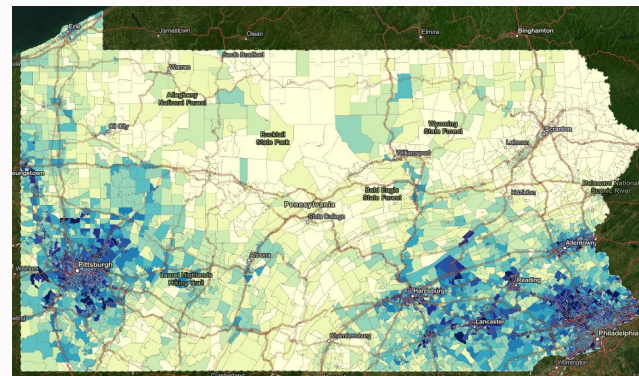 Erie
Jamestown
Olean
Elmira
Binghamton
South Bradford
Warren
Allegheny
National Forest
Oil City
Wyoming
State Forest
Scranton
Williamsport
State Park
Bald Eagle
State Forest
Hazleton
Delaware National
Scenic River
Youngstown
Pennsylvania
State College
Altoona
Allentown
Pittsburgh
Laurel Highlands
Hiking Trail
Harrisburg
Reading
Lancaster
Chambersburg
Philadelphia
Cumberland
Wilmington